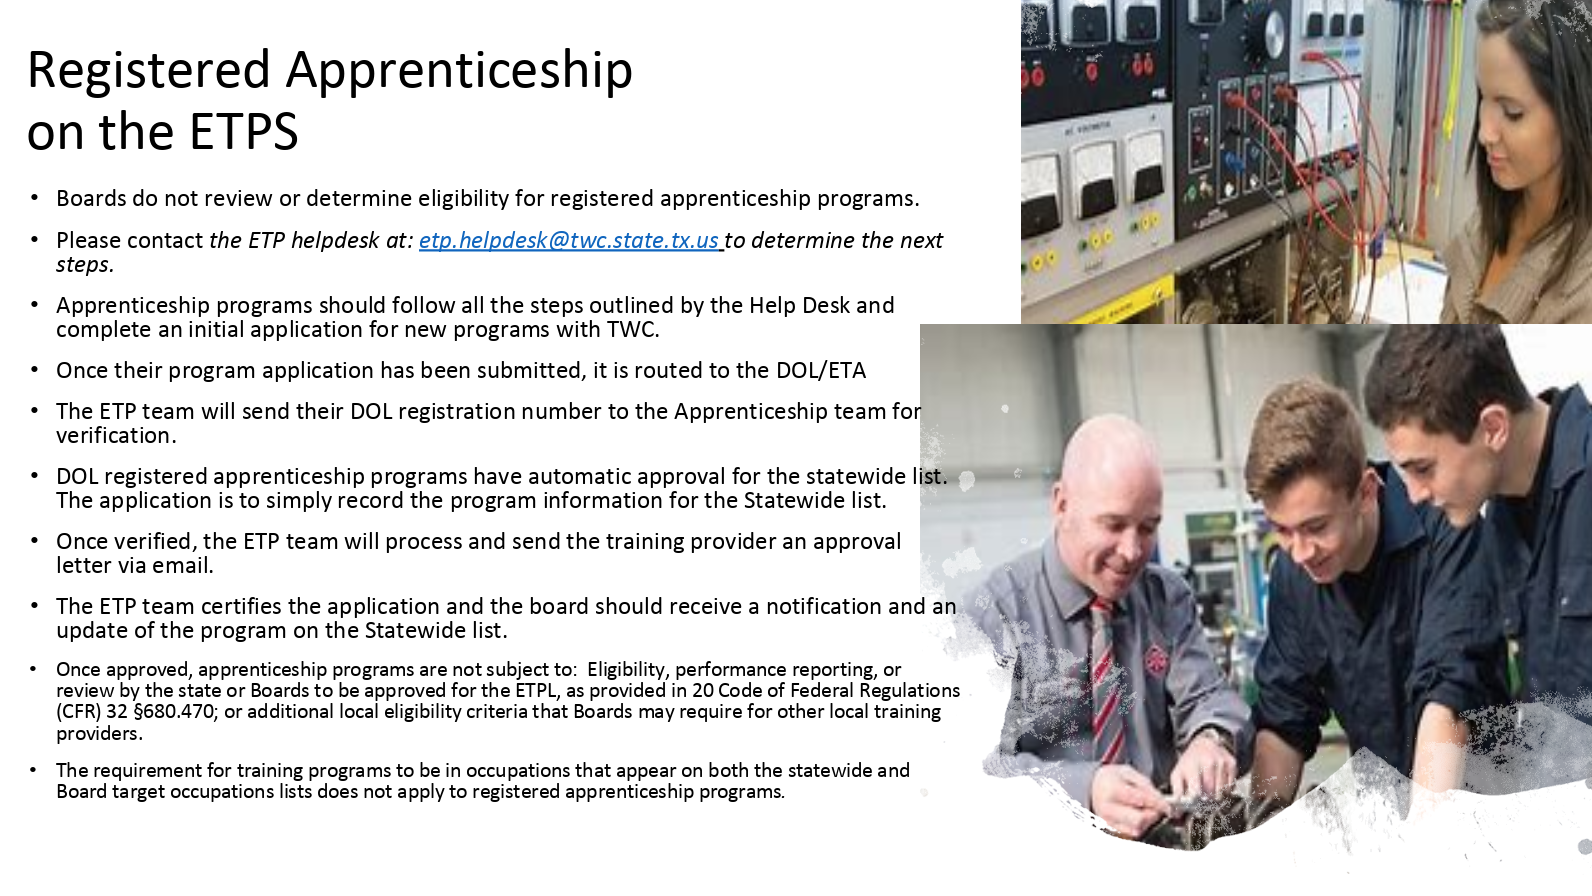 Registered Apprenticeship
on the ETPS
• Boards do not review or determine eligibility for registered apprenticeship programs.
• Please contact the ETP helpdesk at: etp.helpdesk@twc.state.tx.us to determine the next
steps.
• Apprenticeship programs should follow all the steps outlined by the Help Desk and
complete an initial application for new programs with TWC.
• Once their program application has been submitted, it is routed to the DOL/ETA
• The ETP team will send their DOL registration number to the Apprenticeship team for
verification.
• DOL registered apprenticeship programs have automatic approval for the statewide list.
The application is to simply record the program information for the Statewide list.
• Once verified, the ETP team will process and send the training provider an approval
letter via email.
• The ETP team certifies the application and the board should receive a notification and an
update of the program on the Statewide list.
• Once approved, apprenticeship programs are not subject to:  Eligibility, performance reporting, or
review by the state or Boards to be approved for the ETPL, as provided in 20 Code of Federal Regulations
(CFR) 32 §680.470; or additional local eligibility criteria that Boards may require for other local training
providers.
• The requirement for training programs to be in occupations that appear on both the statewide and
Board target occupations lists does not apply to registered apprenticeship programs.